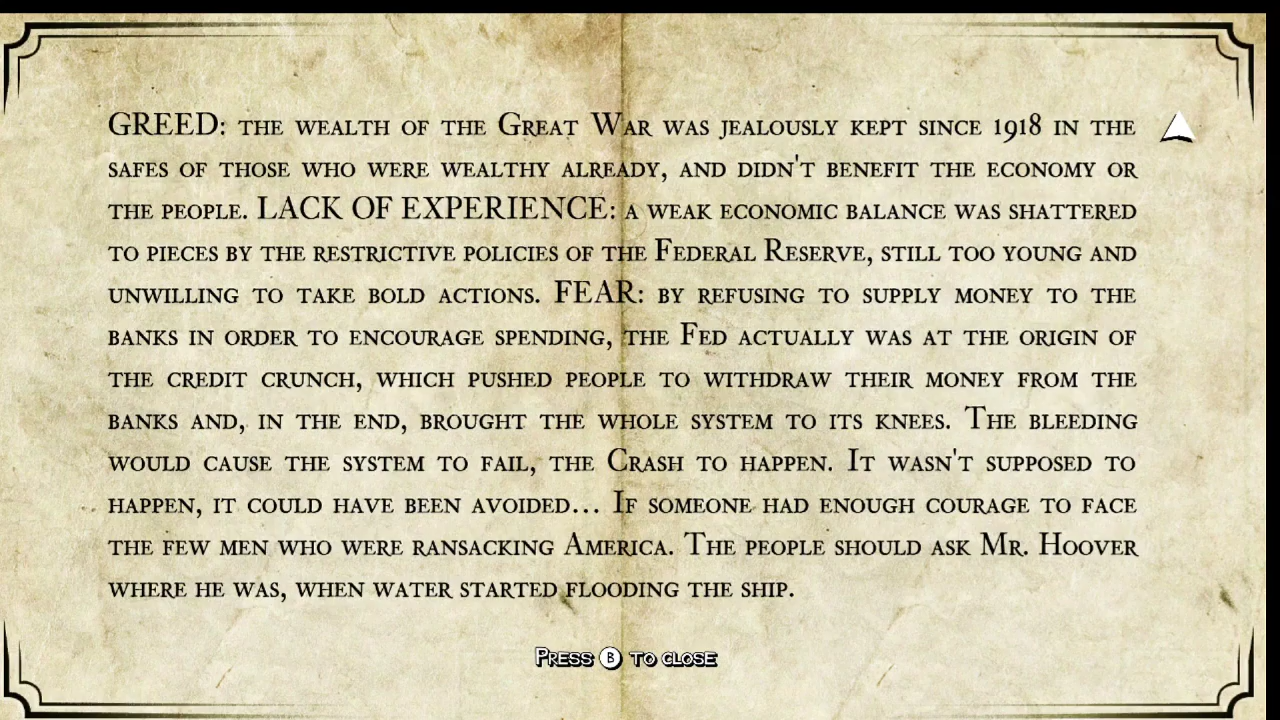 GREED: THE WEALTH OF THE GREAT WAR WAS JEALOUSLY KEPT SINCE 1918 IN THE
SAFES OF THOSE WHO WERE WEALTHY ALREADY, AND DIDN'T BENEFIT THE ECONOMY OR
THE PEOPLE. LACK OF EXPERIENCE: A WEAK ECONOMIC BALANCE WAS SHATTERED
TO PIECES BY THE RESTRICTIVE POLICIES OF THE FEDERAL RESERVE, STILL TOO YOUNG AND
UNWILLING TO TAKE BOLD ACTIONS. FEAR: BY REFUSING TO SUPPLY MONEY TO THE
BANKS IN ORDER TO ENCOURAGE SPENDING, THE FED ACTUALLY WAS AT THE ORIGIN OF
THE CREDIT CRUNCH, WHICH PUSHED PEOPLE TO WITHDRAW THEIR MONEY FROM THE
BANKS AND, IN THE END, BROUGHT THE WHOLE SYSTEM TO ITS KNEES. THE BLEEDING
WOULD CAUSE THE SYSTEM TO FAIL, THE CRASH TO HAPPEN. IT WASN'T SUPPOSED TO
HAPPEN, IT COULD HAVE BEEN AVOIDED... IF SOMEONE HAD ENOUGH COURAGE TO FACE
THE FEW MEN WHO WERE RANSACKING AMERICA. THE PEOPLE SHOULD ASK MR. HOOVER
WHERE HE WAS, WHEN WATER STARTED FLOODING THE SHIP.
PRESS B TO CLOSE